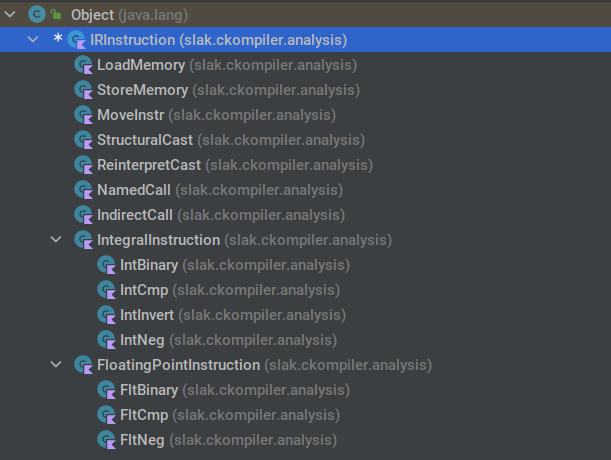 Object (java.lang)
* IRInstruction (slak.ckompiler.analysis)
LoadMemory (slak.ckompiler.analysis)
StoreMemory (slak.ckompiler.analysis)
MoveInstr (slak.ckompiler.analysis)
StructuralCast (slak.ckompiler.analysis)
ReinterpretCast (slak.ckompiler.analysis)
NamedCall (slak.ckompiler.analysis)
IndirectCall (slak.ckompiler.analysis)
IntegralInstruction (slak.ckompiler.analysis)
IntBinary (slak.ckompiler.analysis)
IntCmp (slak.ckompiler.analysis)
IntInvert (slak.ckompiler.analysis)
IntNeg (slak.ckompiler.analysis)
FloatingPointInstruction (slak.ckompiler.analysis)
FltBinary (slak.ckompiler.analysis)
FltCmp (slak.ckompiler.analysis)
FltNeg (slak.ckompiler.analysis)